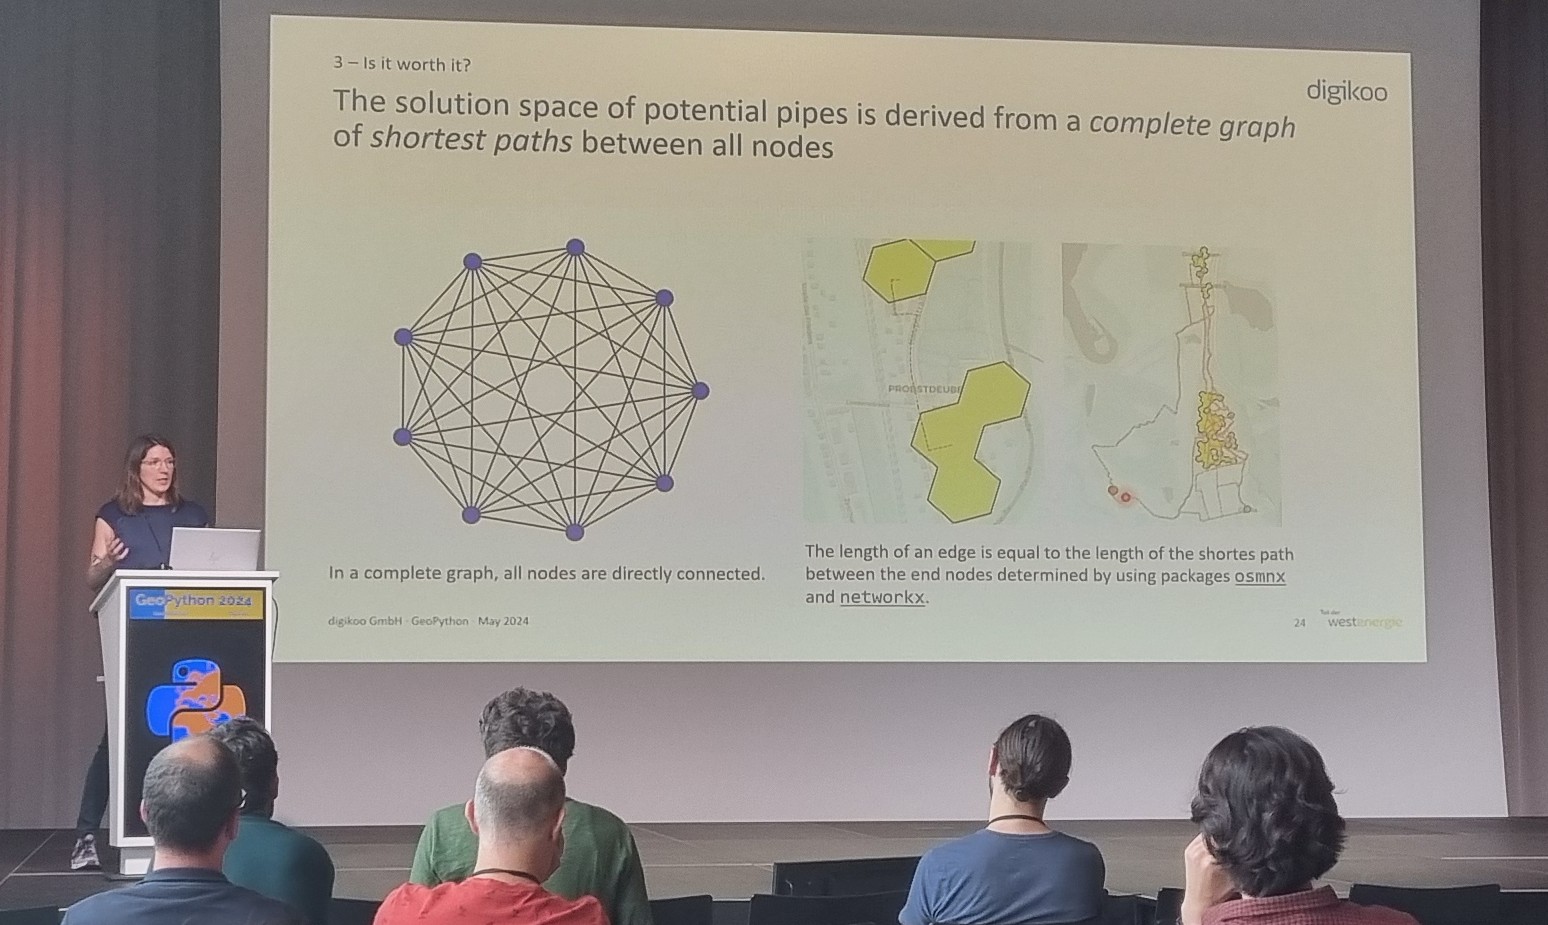 3 – Is it worth it?
digikoo
The solution space of potential pipes is derived from a complete graph
of shortest paths between all nodes
In a complete graph, all nodes are directly connected.
The length of an edge is equal to the length of the shortes path
between the end nodes determined by using packages osmnx
and networkx.
digikoo GmbH · GeoPython · May 2024
24
westenergie
GeoPython 2024